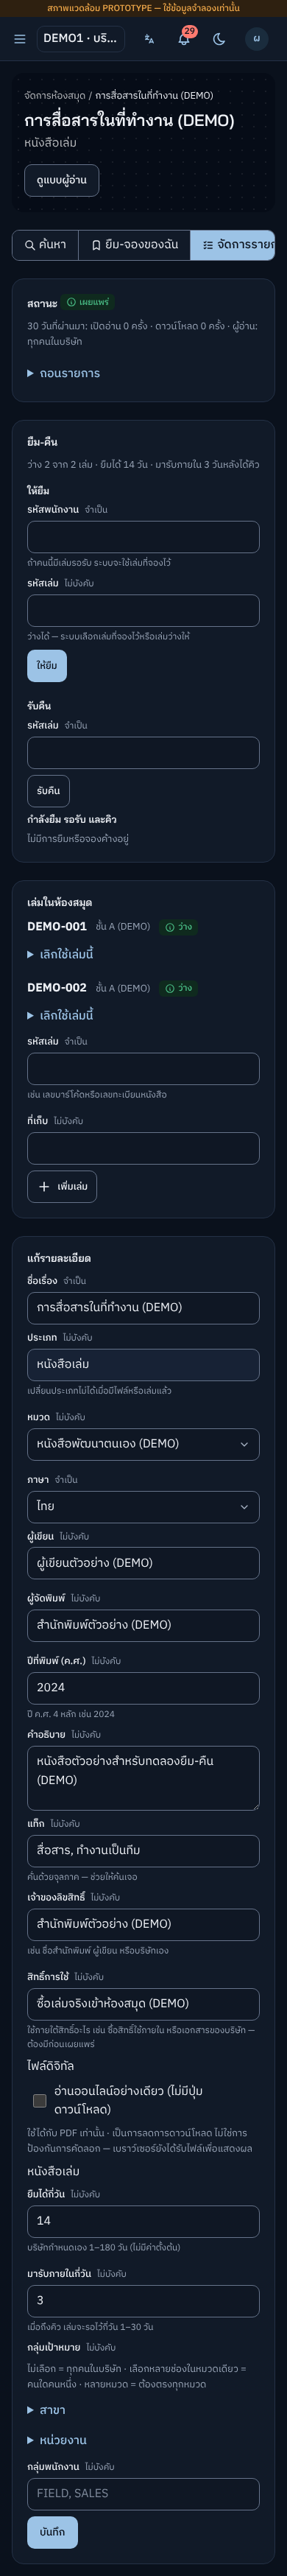 สภาพแวดล้อม PROTOTYPE — ใช้ข้อมูลจำลองเท่านั้น
DEMO1 · บริ...
29
ผ
จัดการห้องสมุด / การสื่อสารในที่ทำงาน (DEMO)
การสื่อสารในที่ทำงาน (DEMO)
หนังสือเล่ม
ดูแบบผู้อ่าน
ค้นหา
ยืม-จองของฉัน
จัดการรายก
สถานะ
เผยแพร่
30 วันที่ผ่านมา: เปิดอ่าน 0 ครั้ง · ดาวน์โหลด 0 ครั้ง · ผู้อ่าน:
ทุกคนในบริษัท
ถอนรายการ
ยืม-คืน
ว่าง 2 จาก 2 เล่ม · ยืมได้ 14 วัน · มารับภายใน 3 วันหลังได้คิว
ให้ยืม
รหัสพนักงาน จำเป็น
ถ้าคนนี้มีเล่มรอรับ ระบบจะใช้เล่มที่จองไว้
รหัสเล่ม ไม่บังคับ
ว่างได้ — ระบบเลือกเล่มที่จองไว้หรือเล่มว่างให้
ให้ยืม
รับคืน
รหัสเล่ม จำเป็น
รับคืน
กำลังยืม รอรับ และคิว
ไม่มีการยืมหรือจองค้างอยู่
เล่มในห้องสมุด
DEMO-001 ชั้น A (DEMO) ว่าง
เลิกใช้เล่มนี้
DEMO-002 ชั้น A (DEMO) ว่าง
เลิกใช้เล่มนี้
รหัสเล่ม จำเป็น
เช่น เลขบาร์โค้ดหรือเลขทะเบียนหนังสือ
ที่เก็บ ไม่บังคับ
เพิ่มเล่ม
แก้รายละเอียด
ชื่อเรื่อง จำเป็น
การสื่อสารในที่ทำงาน (DEMO)
ประเภท ไม่บังคับ
หนังสือเล่ม
เปลี่ยนประเภทไม่ได้เมื่อมีไฟล์หรือเล่มแล้ว
หมวด ไม่บังคับ
หนังสือพัฒนาตนเอง (DEMO)
ภาษา จำเป็น
ไทย
ผู้เขียน ไม่บังคับ
ผู้เขียนตัวอย่าง (DEMO)
ผู้จัดพิมพ์ ไม่บังคับ
สำนักพิมพ์ตัวอย่าง (DEMO)
ปีที่พิมพ์ (ค.ศ.) ไม่บังคับ
2024
ปี ค.ศ. 4 หลัก เช่น 2024
คำอธิบาย ไม่บังคับ
หนังสือตัวอย่างสำหรับทดลองยืม-คืน
(DEMO)
แท็ก ไม่บังคับ
สื่อสาร, ทำงานเป็นทีม
คั่นด้วยจุลภาค — ช่วยให้ค้นเจอ
เจ้าของลิขสิทธิ์ ไม่บังคับ
สำนักพิมพ์ตัวอย่าง (DEMO)
เช่น ชื่อสำนักพิมพ์ ผู้เขียน หรือบริษัทเอง
สิทธิ์การใช้ ไม่บังคับ
ซื้อเล่มจริงเข้าห้องสมุด (DEMO)
ใช้ภายใต้สิทธิ์อะไร เช่น ซื้อสิทธิ์ใช้ภายใน หรือเอกสารของบริษัท —
ต้องมีก่อนเผยแพร่
ไฟล์ดิจิทัล
อ่านออนไลน์อย่างเดียว (ไม่มีปุ่ม
ดาวน์โหลด)
ใช้ได้กับ PDF เท่านั้น · เป็นการลดการดาวน์โหลด ไม่ใช่การ
ป้องกันการคัดลอก — เบราว์เซอร์ยังได้รับไฟล์เพื่อแสดงผล
หนังสือเล่ม
ยืมได้กี่วัน ไม่บังคับ
14
บริษัทกำหนดเอง 1–180 วัน (ไม่มีค่าตั้งต้น)
มารับภายในกี่วัน ไม่บังคับ
3
เมื่อถึงคิว เล่มจะรอไว้กี่วัน 1–30 วัน
กลุ่มเป้าหมาย ไม่บังคับ
ไม่เลือก = ทุกคนในบริษัท · เลือกหลายช่องในหมวดเดียว =
คนใดคนหนึ่ง · หลายหมวด = ต้องตรงทุกหมวด
สาขา
หน่วยงาน
กลุ่มพนักงาน ไม่บังคับ
FIELD, SALES
บันทึก